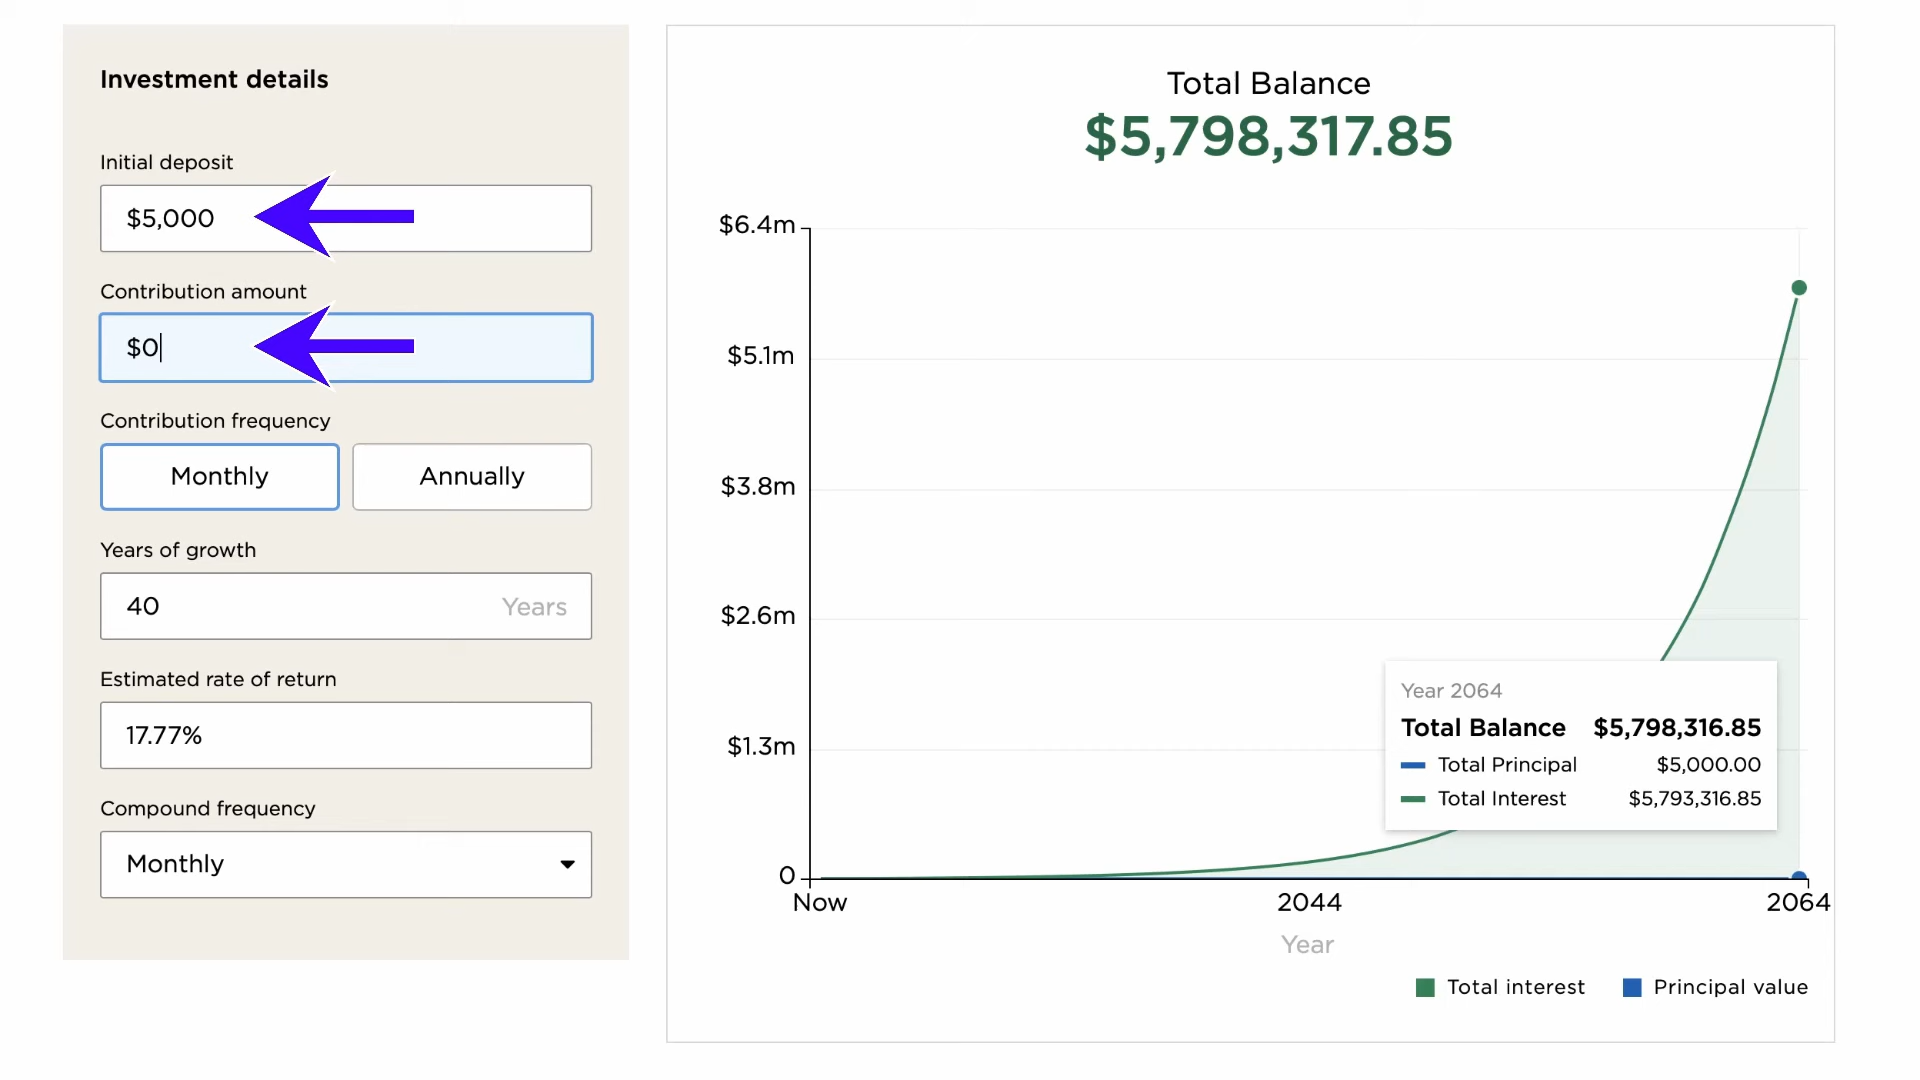 Investment details
Initial deposit
$5,000
Contribution amount
$0
Contribution frequency
Monthly Annually
Years of growth
40 Years
Estimated rate of return
17.77%
Compound frequency
Monthly
Total Balance
$5,798,317.85
$6.4m
$5.1m
$3.8m
$2.6m
$1.3m
0
Now 2044 2064
Year
Year 2064
Total Balance $5,798,316.85
Total Principal $5,000.00
Total Interest $5,793,316.85
Total interest Principal value